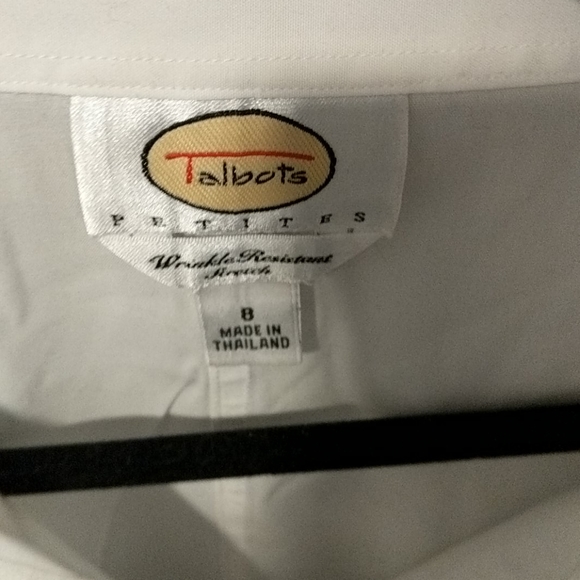 Talbots
PETITES
Wrinkle Resistant
Stretch
8
MADE IN
THAILAND